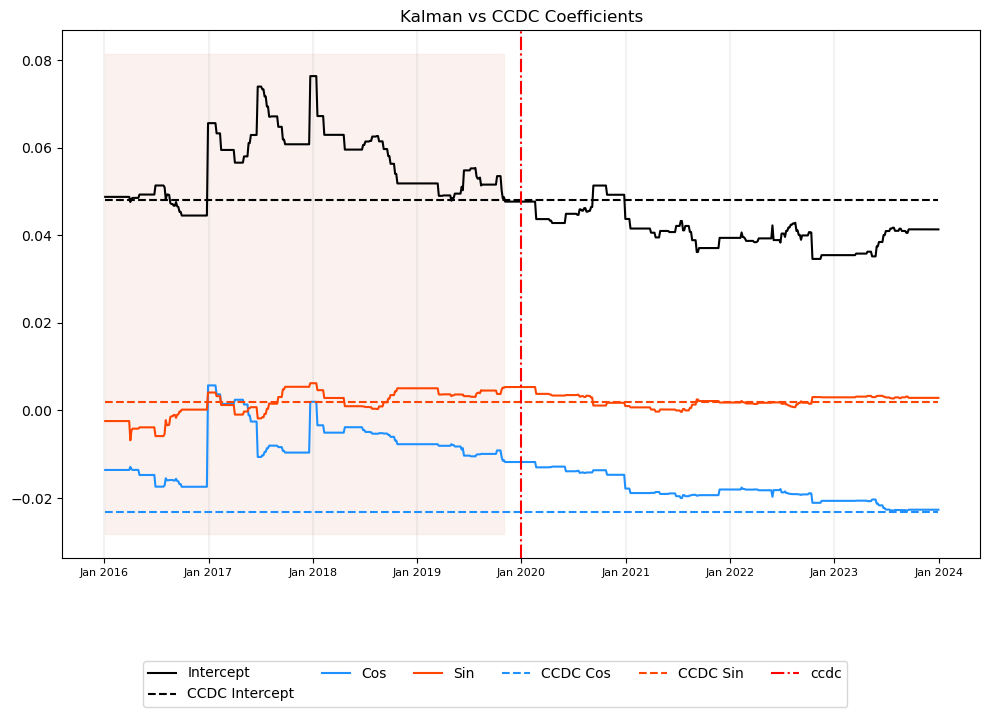 Kalman vs CCDC Coefficients
0.08
0.06
0.04
0.02
0.00
−0.02
Jan 2016 Jan 2017 Jan 2018 Jan 2019 Jan 2020 Jan 2021 Jan 2022 Jan 2023 Jan 2024
Intercept Cos Sin CCDC Cos CCDC Sin ccdc
CCDC Intercept